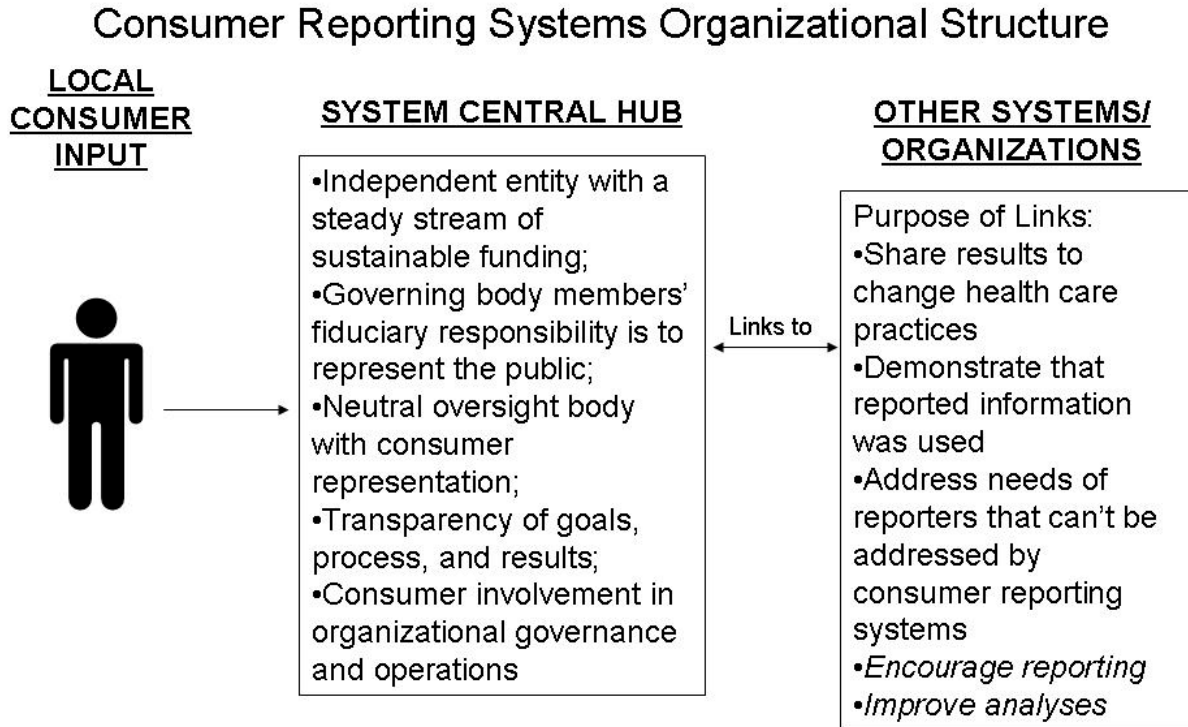 Consumer Reporting Systems Organizational Structure
LOCAL
CONSUMER
INPUT
SYSTEM CENTRAL HUB
•Independent entity with a
steady stream of
sustainable funding;
•Governing body members’
fiduciary responsibility is to
represent the public;
•Neutral oversight body
with consumer
representation;
•Transparency of goals,
process, and results;
•Consumer involvement in
organizational governance
and operations
Links to
OTHER SYSTEMS/
ORGANIZATIONS
Purpose of Links:
•Share results to
change health care
practices
•Demonstrate that
reported information
was used
•Address needs of
reporters that can’t be
addressed by
consumer reporting
systems
•Encourage reporting
•Improve analyses